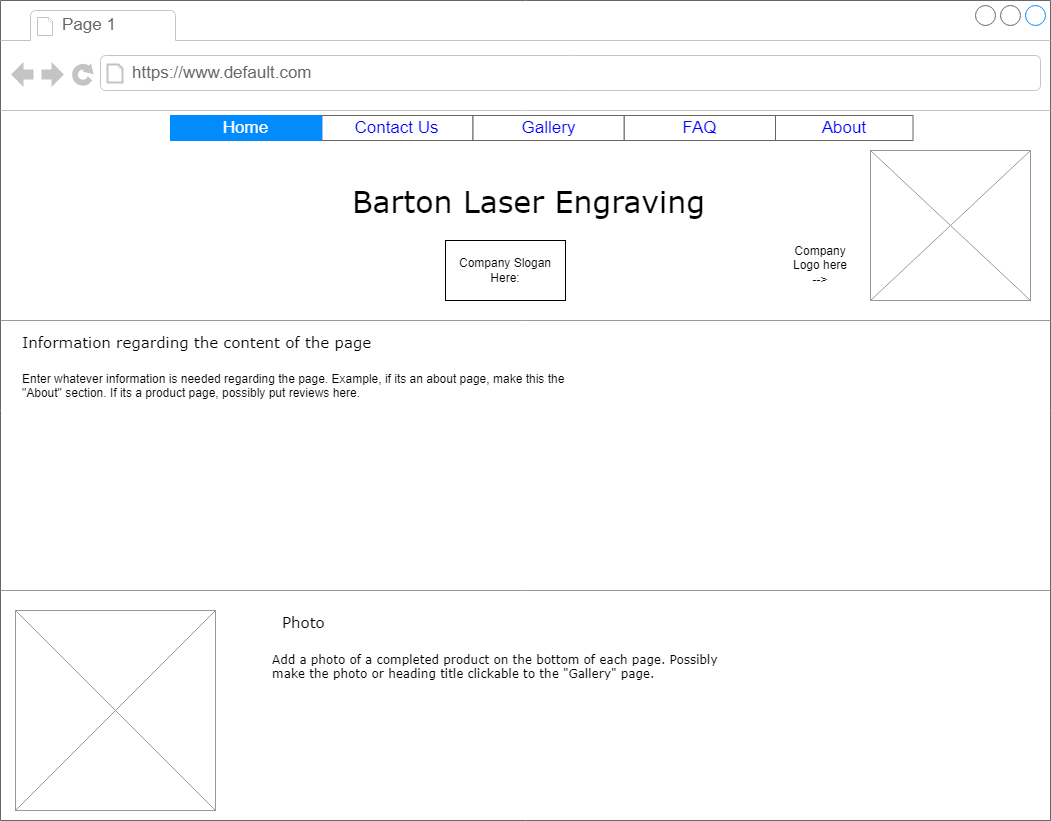 Page 1
https://www.default.com
Home Contact Us Gallery FAQ About
Barton Laser Engraving
Company Slogan
Here:
Company
Logo here
-->
Information regarding the content of the page
Enter whatever information is needed regarding the page. Example, if its an about page, make this the
"About" section. If its a product page, possibly put reviews here.
Photo
Add a photo of a completed product on the bottom of each page. Possibly
make the photo or heading title clickable to the "Gallery" page.